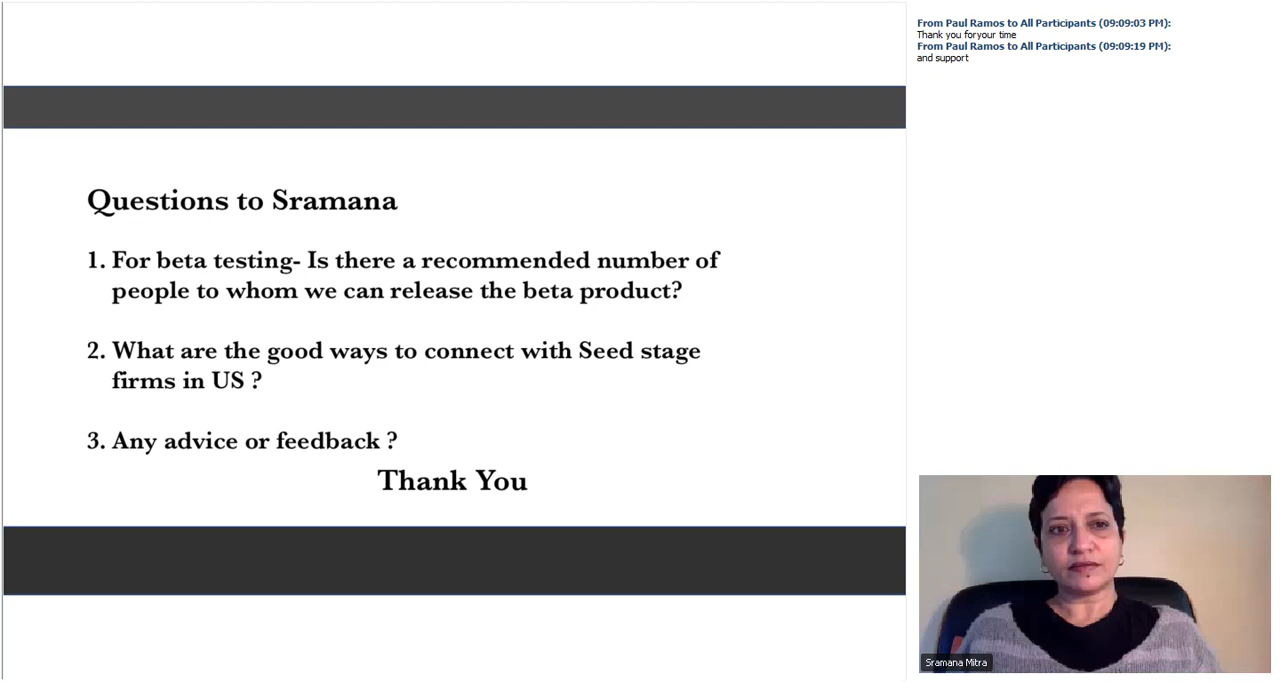 Questions to Sramana
1. For beta testing- Is there a recommended number of
people to whom we can release the beta product?
2. What are the good ways to connect with Seed stage
firms in US ?
3. Any advice or feedback ?
Thank You
From Paul Ramos to All Participants (09:09:03 PM):
Thank you foryour time
From Paul Ramos to All Participants (09:09:19 PM):
and support
Sramana Mitra